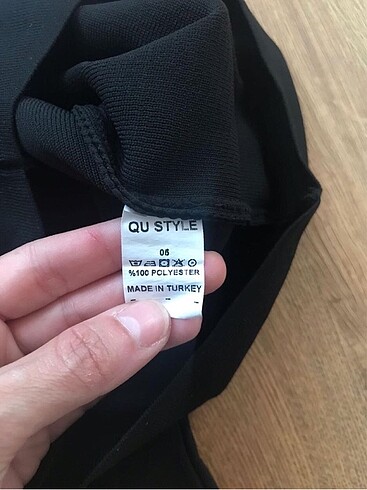 QU STYLE
06
%100 POLYESTER
MADE IN TURKEY